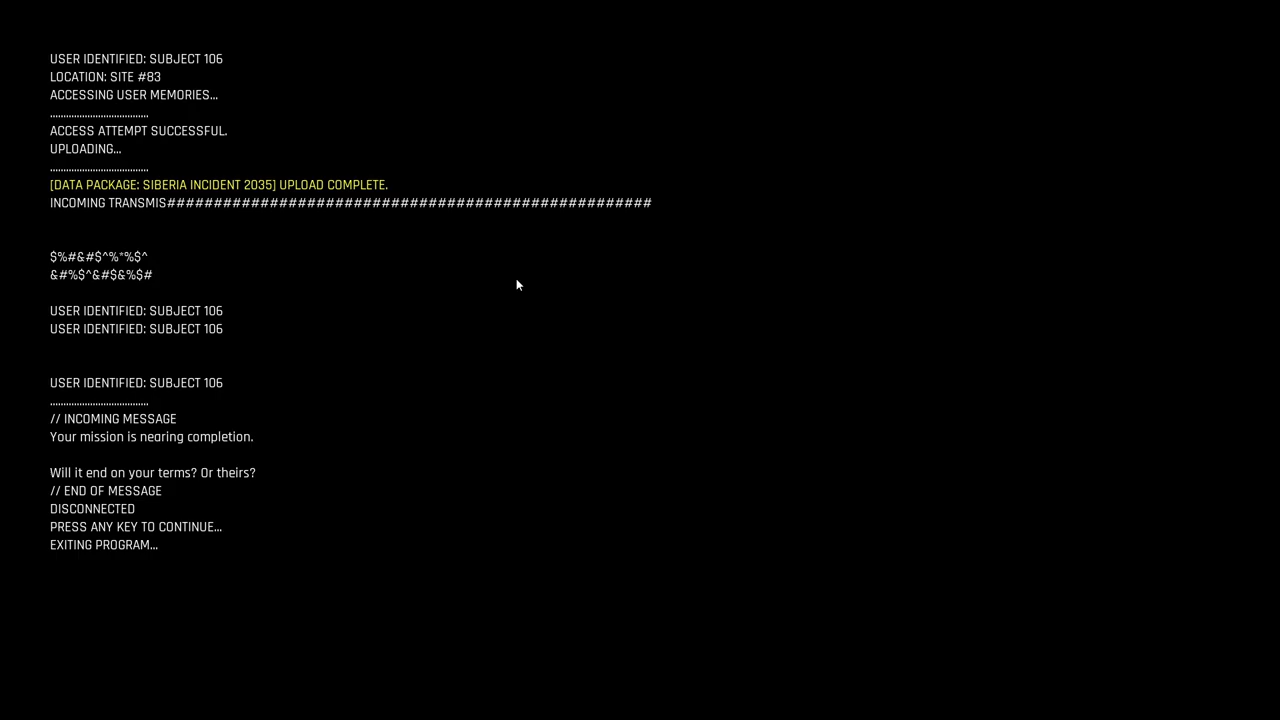 USER IDENTIFIED: SUBJECT 106
LOCATION: SITE #83
ACCESSING USER MEMORIES...
.....................................
ACCESS ATTEMPT SUCCESSFUL.
UPLOADING...
.....................................
[DATA PACKAGE: SIBERIA INCIDENT 2035] UPLOAD COMPLETE.
INCOMING TRANSMIS####################################################
$%#&#$^%*%$^
&#%$^&#$&%$#
USER IDENTIFIED: SUBJECT 106
USER IDENTIFIED: SUBJECT 106
USER IDENTIFIED: SUBJECT 106
.....................................
// INCOMING MESSAGE
Your mission is nearing completion.
Will it end on your terms? Or theirs?
// END OF MESSAGE
DISCONNECTED
PRESS ANY KEY TO CONTINUE...
EXITING PROGRAM...